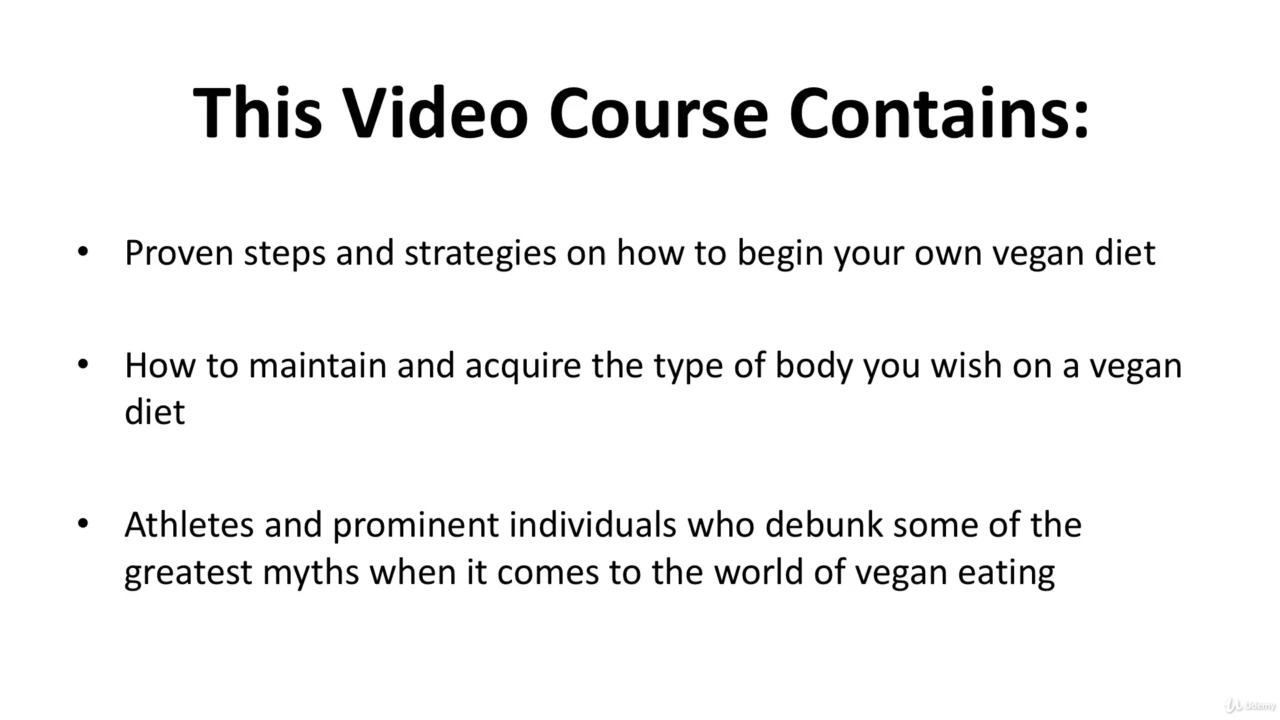 This Video Course Contains:
• Proven steps and strategies on how to begin your own vegan diet
• How to maintain and acquire the type of body you wish on a vegan
diet
• Athletes and prominent individuals who debunk some of the
greatest myths when it comes to the world of vegan eating
Udemy